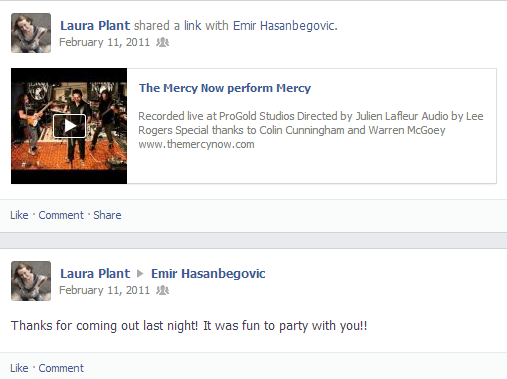 Laura Plant shared a link with Emir Hasanbegovic.
February 11, 2011
The Mercy Now perform Mercy
Recorded live at ProGold Studios Directed by Julien Lafleur Audio by Lee
Rogers Special thanks to Colin Cunningham and Warren McGoey
www.themercynow.com
Like · Comment · Share
Laura Plant ▶ Emir Hasanbegovic
February 11, 2011
Thanks for coming out last night! It was fun to party with you!!
Like · Comment